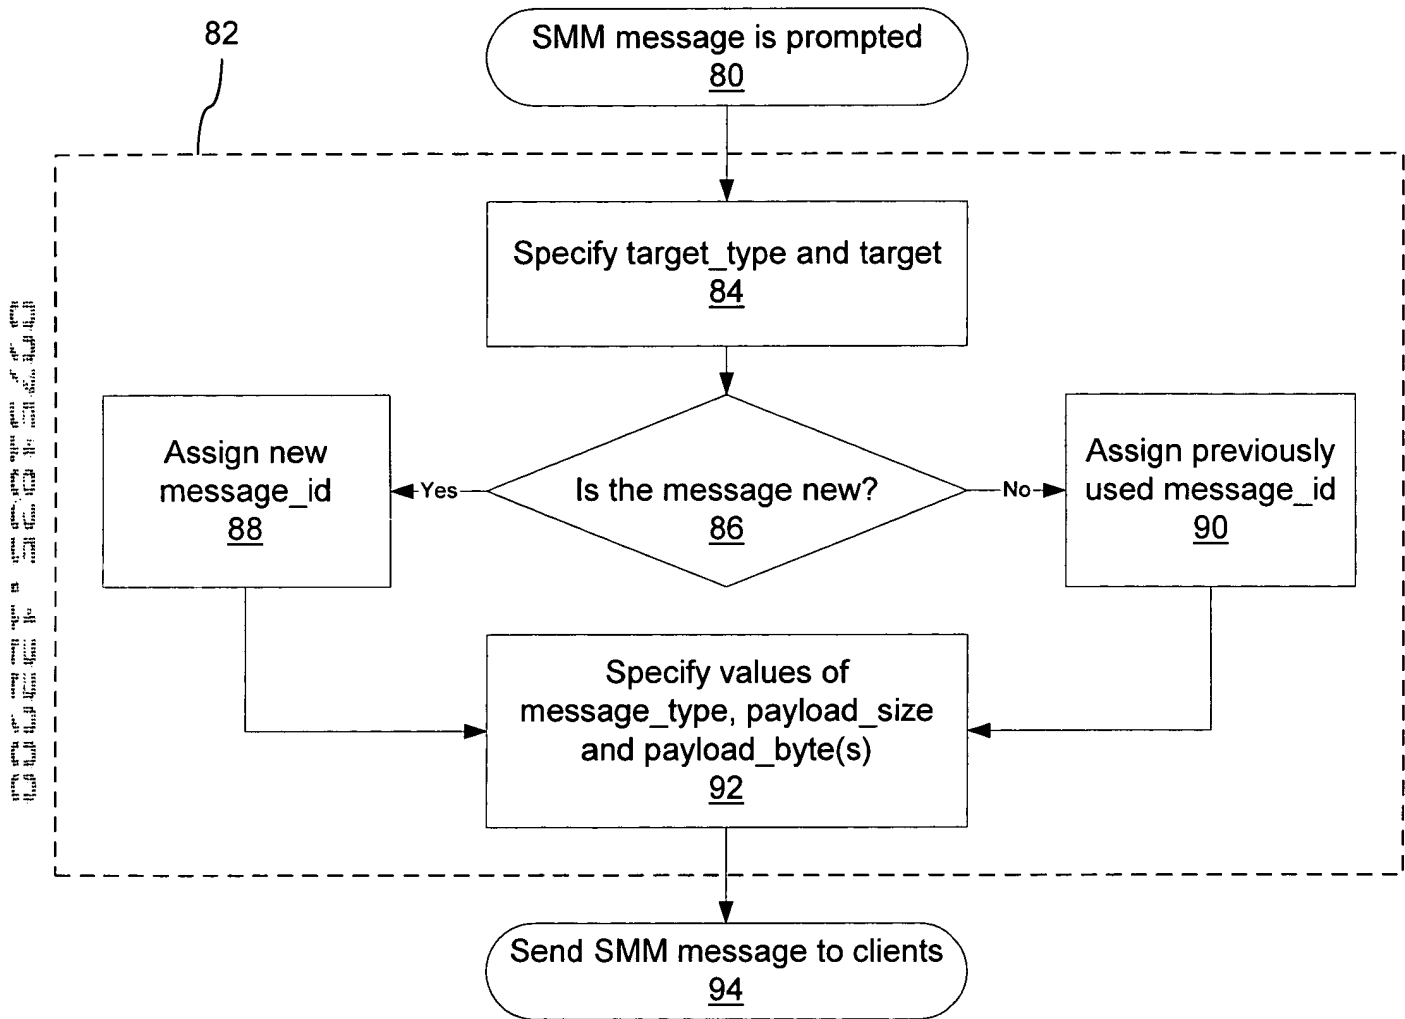 82
SMM message is prompted
80
Specify target_type and target
84
Assign new
message_id
88
Yes
Is the message new?
86
No
Assign previously
used message_id
90
Specify values of
message_type, payload_size
and payload_byte(s)
92
Send SMM message to clients
94